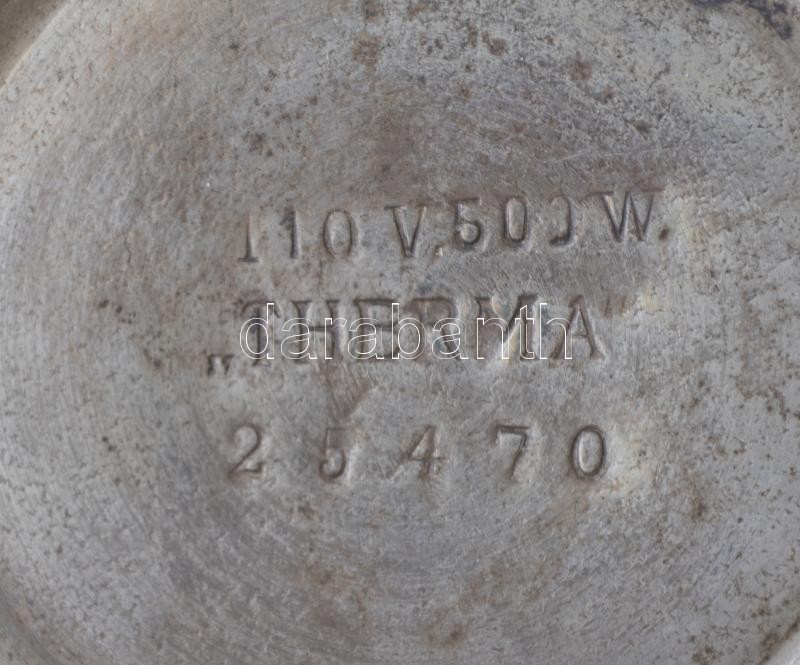 110 V. 500 W.
„THERMA"
darabanth
25470